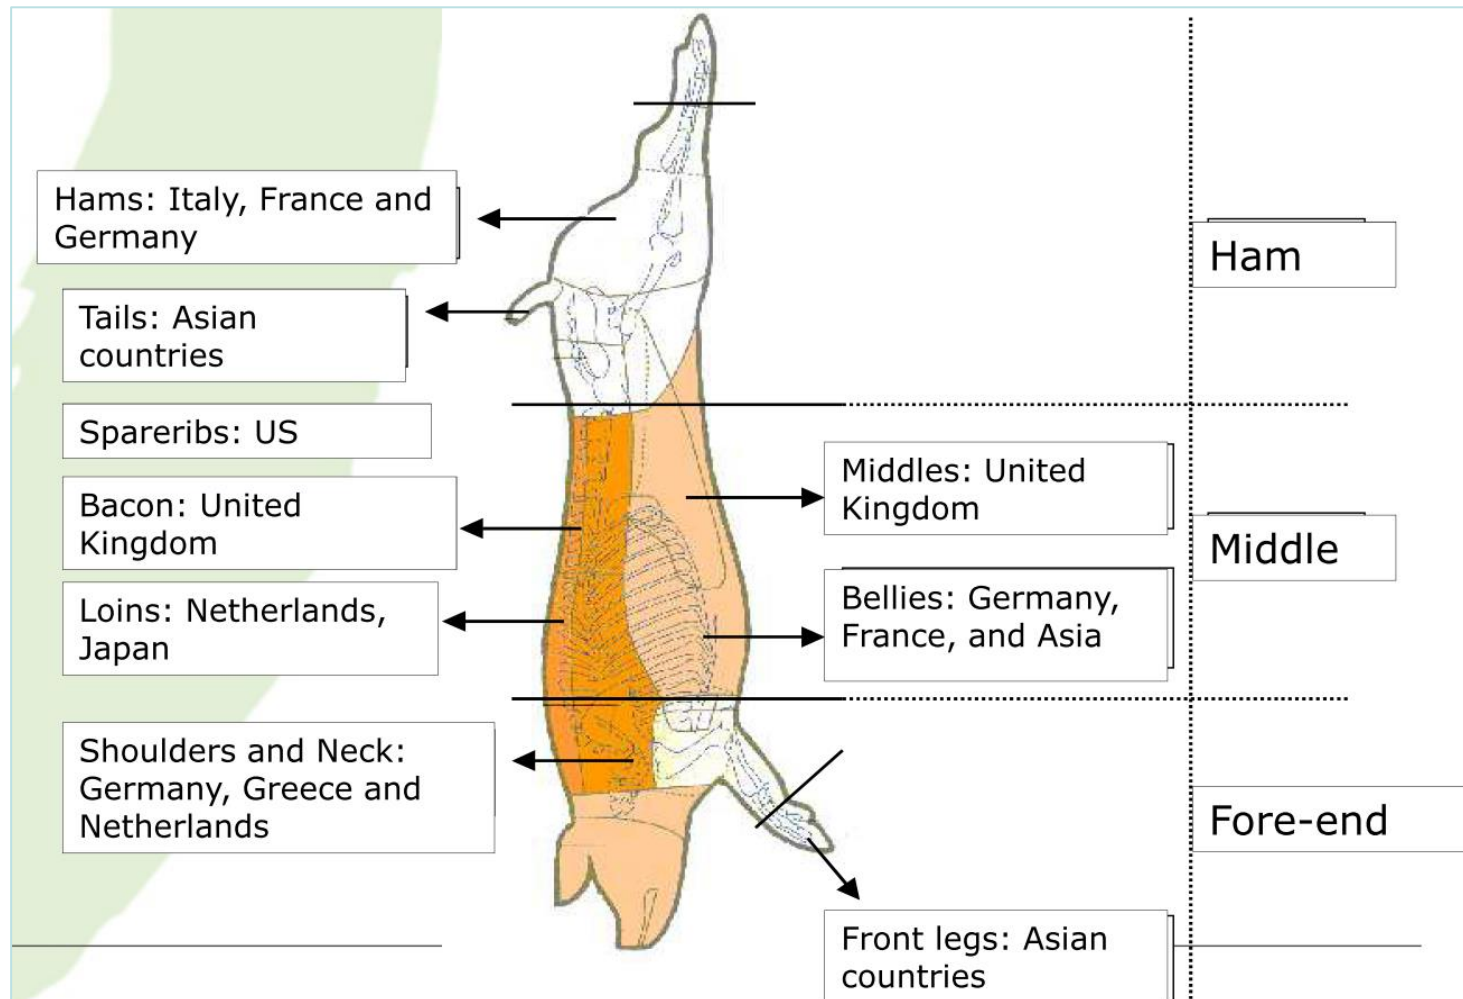 Hams: Italy, France and
Germany
Tails: Asian
countries
Spareribs: US
Bacon: United
Kingdom
Loins: Netherlands,
Japan
Shoulders and Neck:
Germany, Greece and
Netherlands
Middles: United
Kingdom
Bellies: Germany,
France, and Asia
Front legs: Asian
countries
Ham
Middle
Fore-end